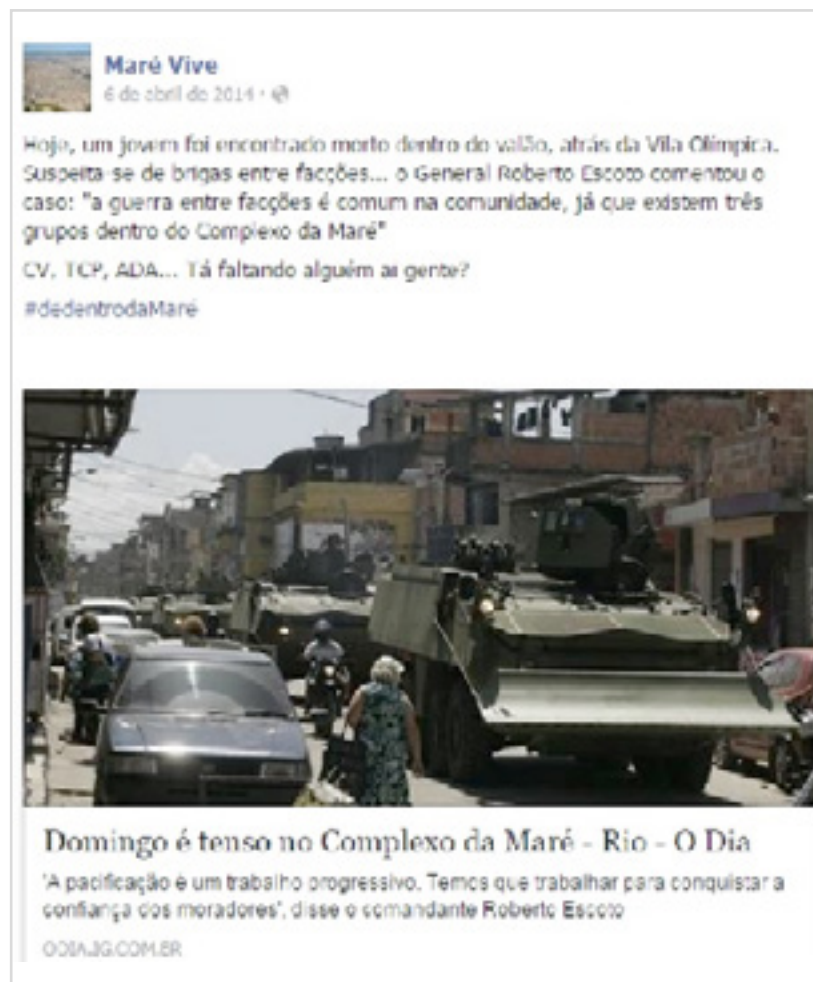 Maré Vive
6 de abril de 2014
Hoje, um jovem foi encontrado morto dentro do valão, atrás da Vila Olímpica.
Suspeita-se de brigas entre facções... o General Roberto Escoto comentou o
caso: "a guerra entre facções é comum na comunidade, já que existem três
grupos dentro do Complexo da Maré"
CV, TCP, ADA... Tá faltando alguém ai gente?
#dedentrodaMaré
Domingo é tenso no Complexo da Maré - Rio - O Dia
'A pacificação é um trabalho progressivo. Temos que trabalhar para conquistar a
confiança dos moradores', disse o comandante Roberto Escoto
ODIA.IG.COM.BR